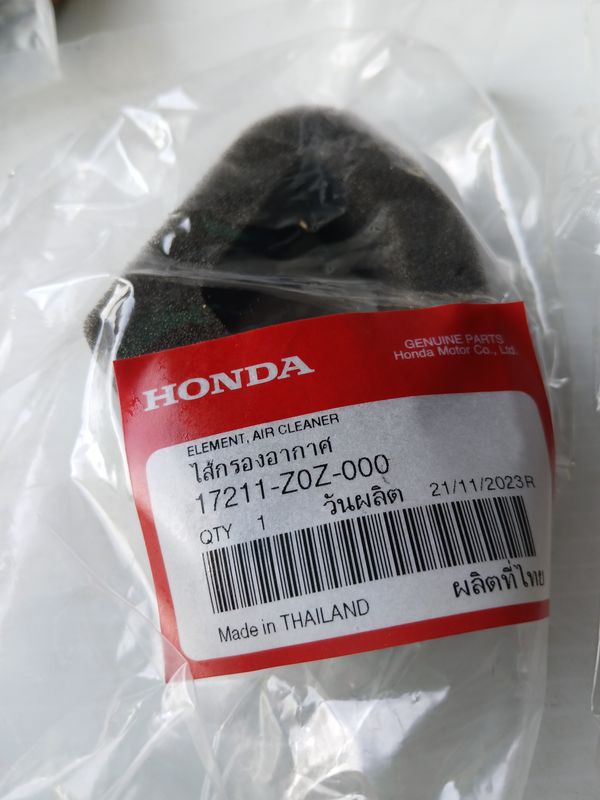 HONDA
GENUINE PARTS
Honda Motor Co., Ltd.
ELEMENT, AIR CLEANER
ไส้กรองอากาศ
17211-Z0Z-000
QTY 1 วันผลิต 21/11/2023R
Made in THAILAND ผลิตที่ไทย